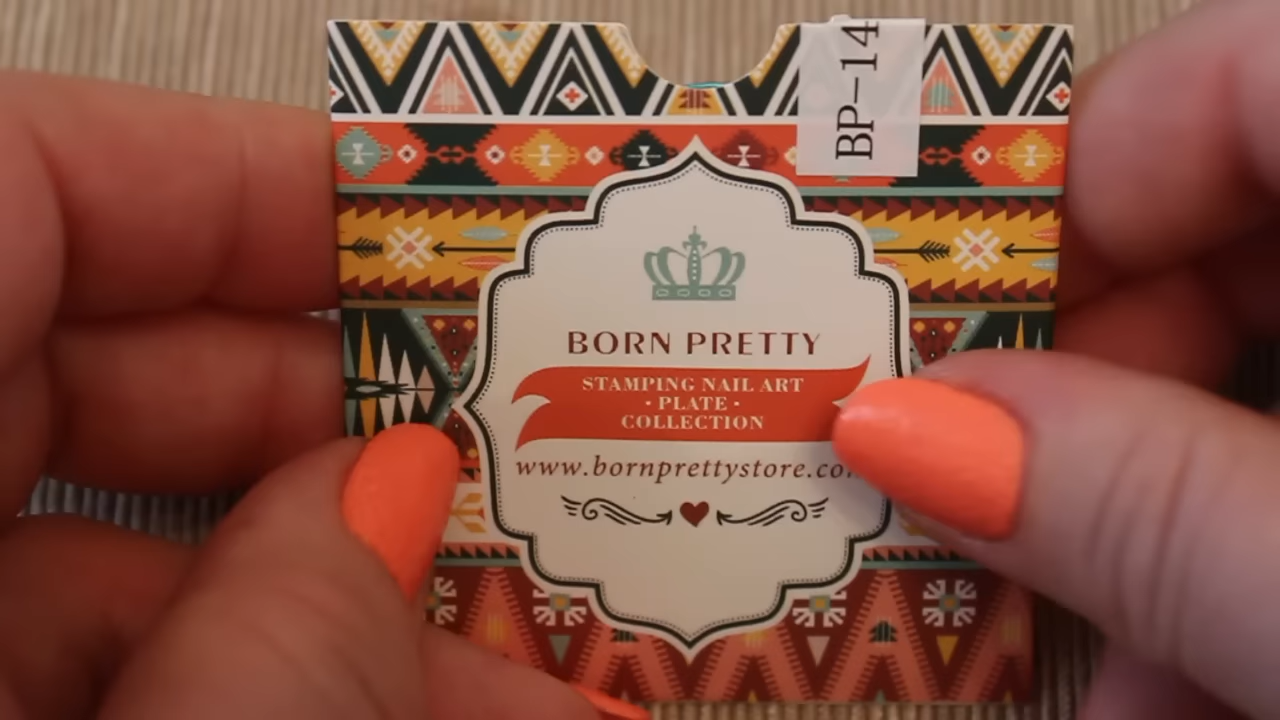 BP-14
BORN PRETTY
STAMPING NAIL ART
· PLATE ·
COLLECTION
www.bornprettystore.co